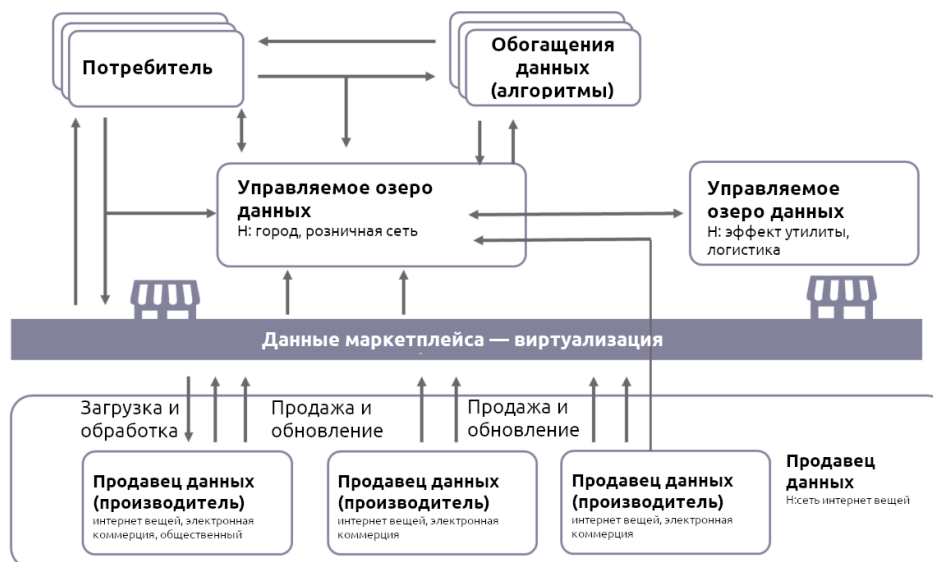 Потребитель
Обогащения
данных
(алгоритмы)
Управляемое озеро
данных
Н: город, розничная сеть
Управляемое
озеро данных
Н: эффект утилиты,
логистика
Данные маркетплейса — виртуализация
Загрузка и
обработка
Продажа и
обновление
Продажа и
обновление
Продавец данных
(производитель)
интернет вещей, электронная
коммерция, общественный
Продавец данных
(производитель)
интернет вещей, электронная
коммерция
Продавец данных
(производитель)
интернет вещей, электронная
коммерция
Продавец
данных
Н:сеть интернет вещей